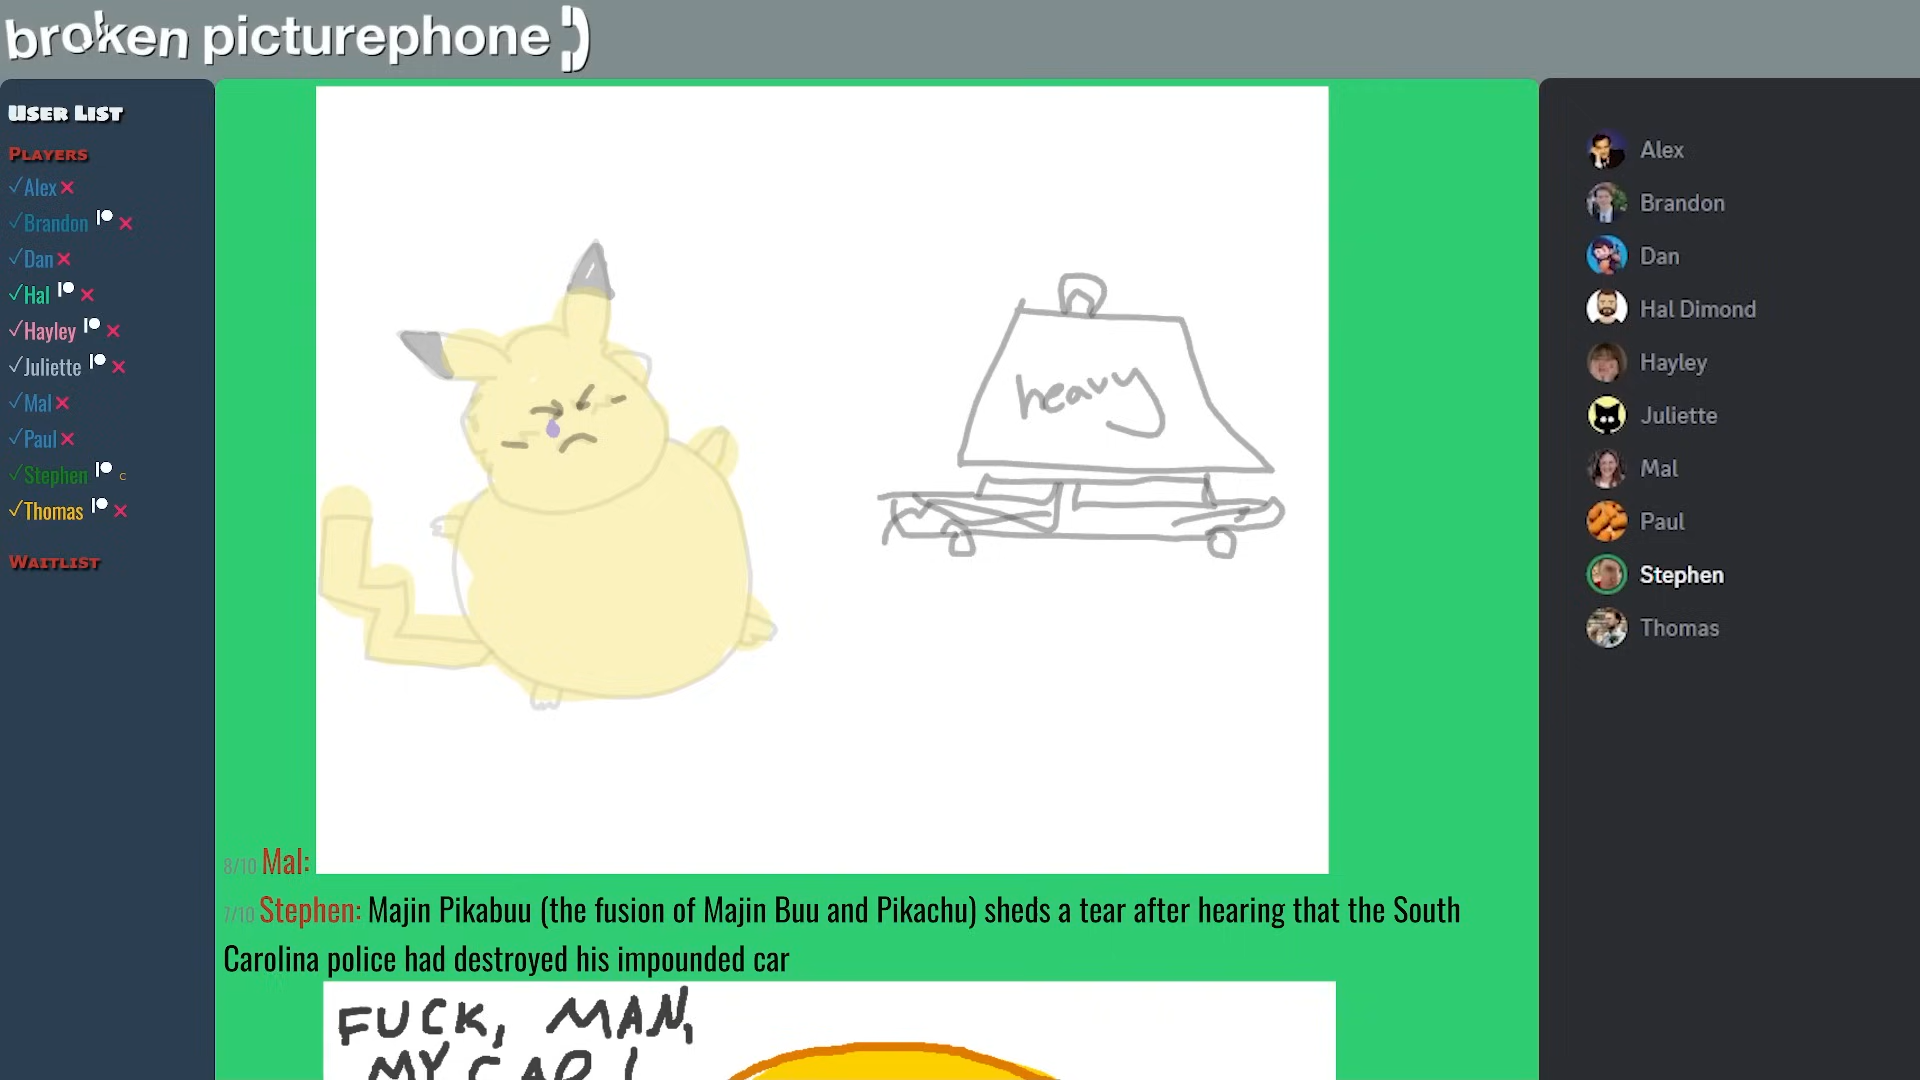 broken picturephone
User List
Players
✓Alex ✕
✓Brandon ✕
✓Dan ✕
✓Hal ✕
✓Hayley ✕
✓Juliette ✕
✓Mal ✕
✓Paul ✕
✓Stephen c
✓Thomas ✕
Waitlist
heavy
8/10 Mal:
7/10 Stephen: Majin Pikabuu (the fusion of Majin Buu and Pikachu) sheds a tear after hearing that the South
Carolina police had destroyed his impounded car
FUCK, MAN,
MY CAR!
Alex
Brandon
Dan
Hal Dimond
Hayley
Juliette
Mal
Paul
Stephen
Thomas